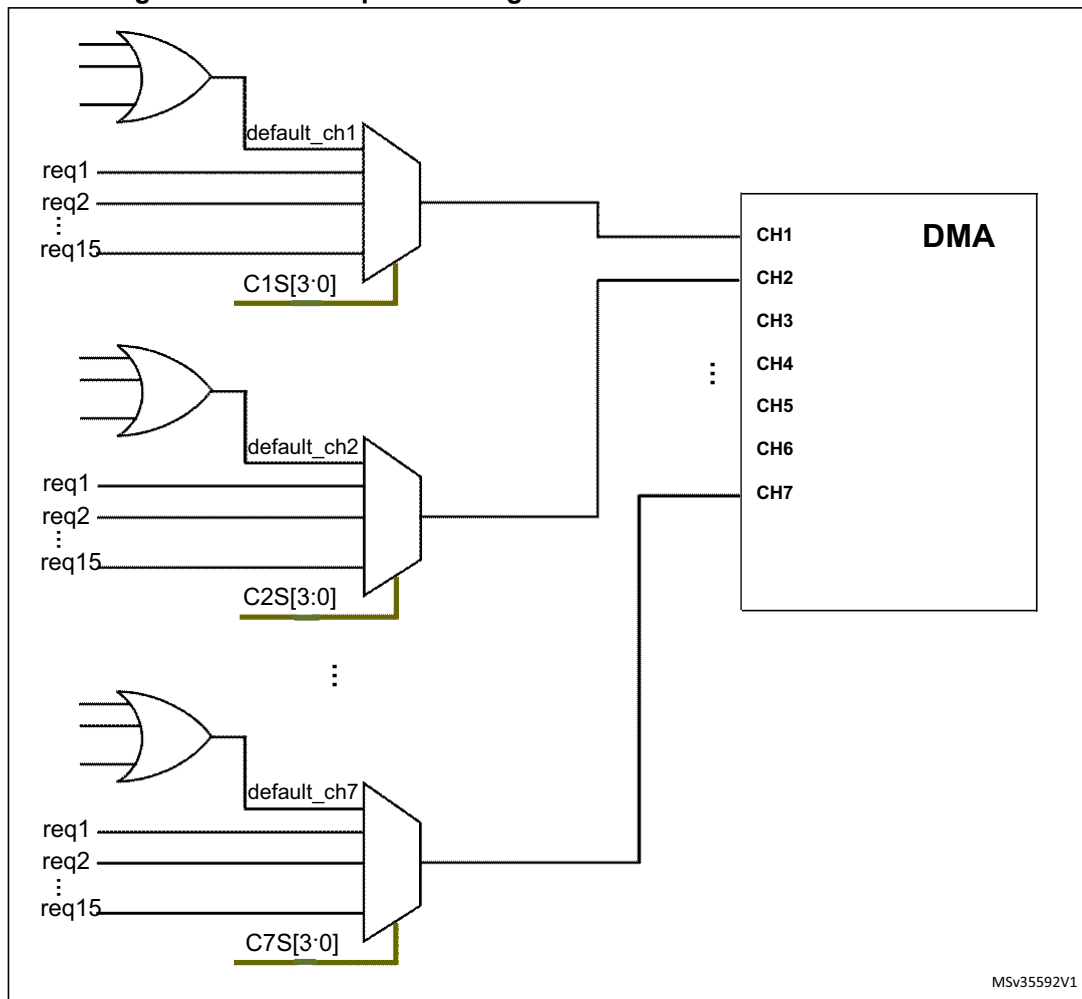 default_ch1
req1
req2
⋮
req15
C1S[3:0]
default_ch2
req1
req2
⋮
req15
C2S[3:0]
⋮
default_ch7
req1
req2
⋮
req15
C7S[3:0]
DMA
CH1
CH2
CH3
⋮
CH4
CH5
CH6
CH7
MSv35592V1